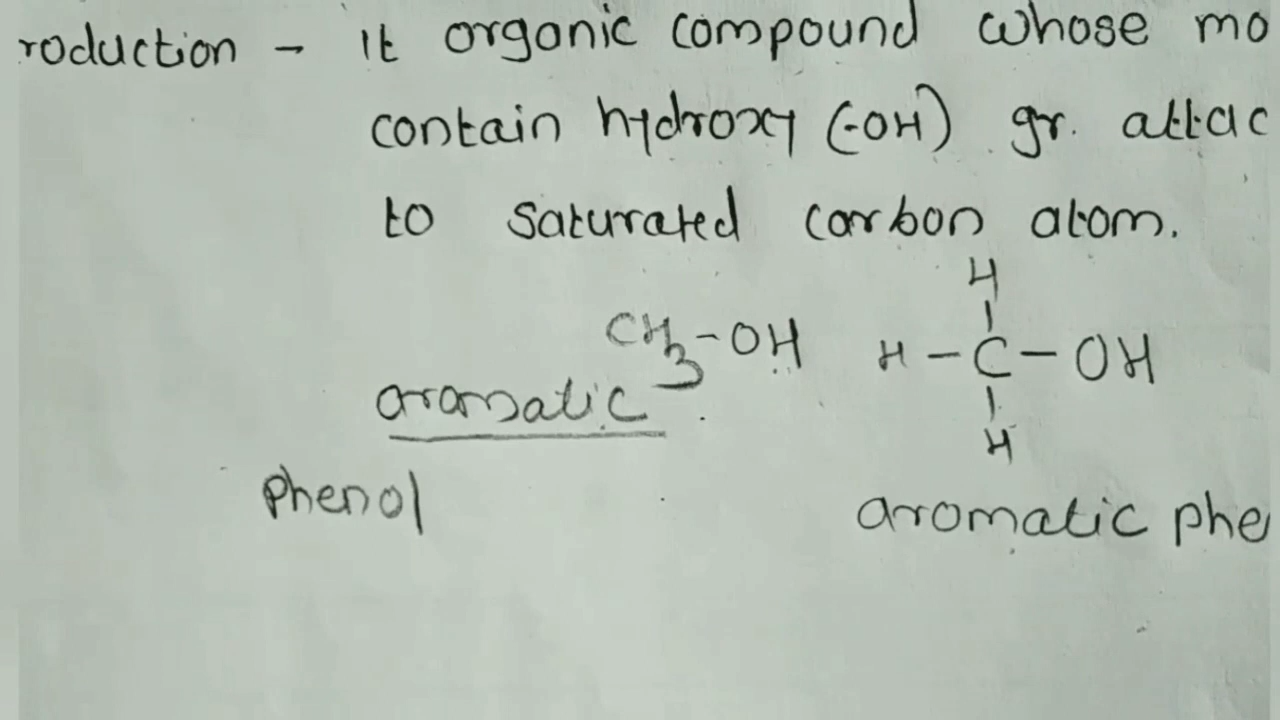 roduction - It organic compound whose mo
contain hydroxy (-OH) gr. attac
to saturated carbon atom.
H
CH3-OH H-C-OH
H
aromatic
Phenol
aromatic phe